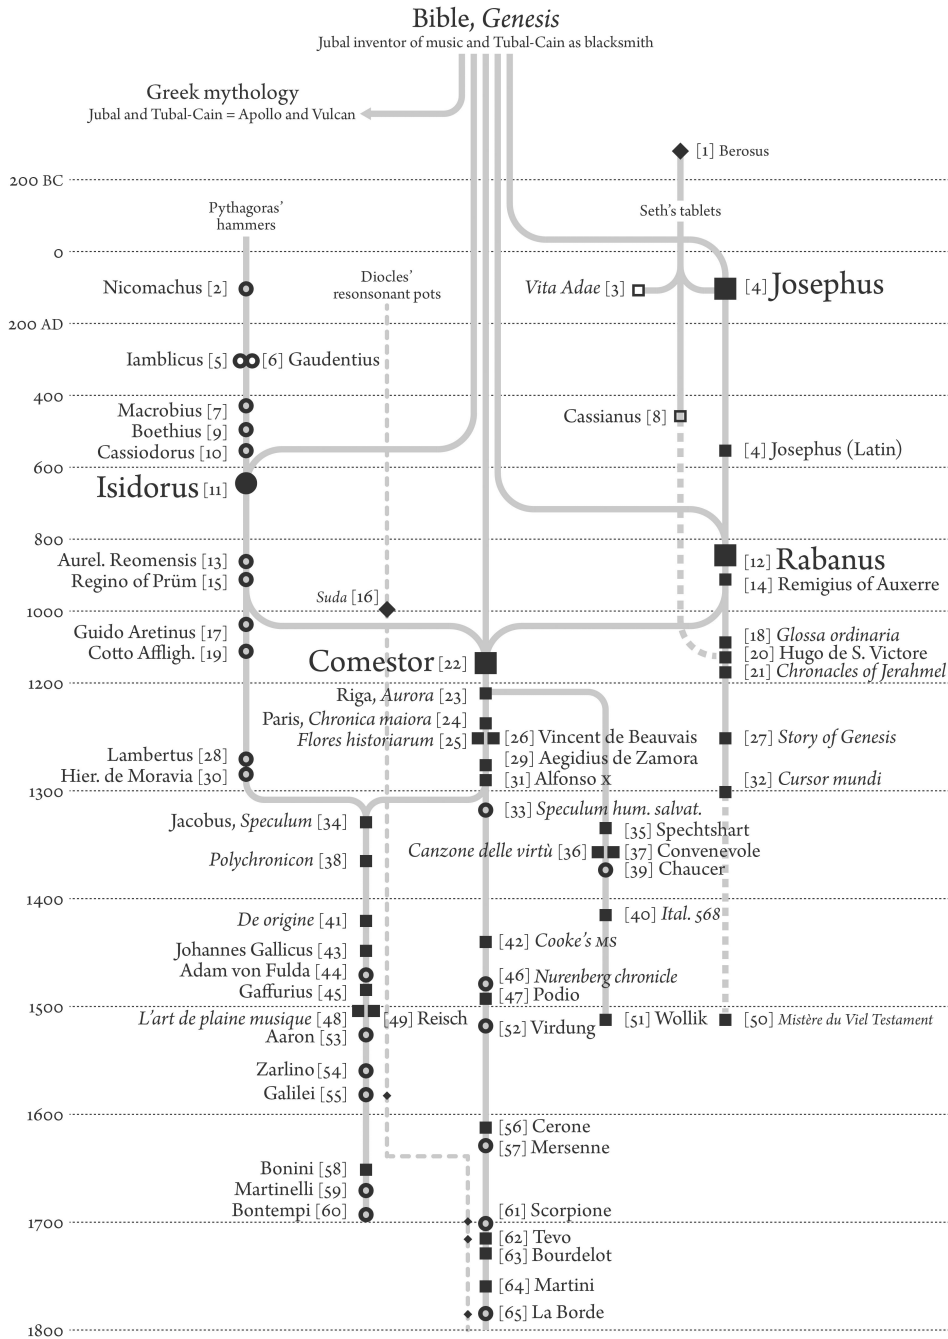 Bible, Genesis
Jubal inventor of music and Tubal-Cain as blacksmith
Greek mythology
Jubal and Tubal-Cain = Apollo and Vulcan
[1] Berosus
200 BC
Pythagoras’
hammers
Seth’s tablets
0
Diocles’
resonsonant pots
Nicomachus [2]
Vita Adae [3]
[4] Josephus
200 AD
Iamblicus [5]
[6] Gaudentius
400
Macrobius [7]
Cassianus [8]
Boethius [9]
Cassiodorus [10]
[4] Josephus (Latin)
600
Isidorus [11]
800
Aurel. Reomensis [13]
[12] Rabanus
Regino of Prüm [15]
[14] Remigius of Auxerre
Suda [16]
1000
Guido Aretinus [17]
[18] Glossa ordinaria
Cotto Affligh. [19]
[20] Hugo de S. Victore
Comestor [22]
[21] Chronacles of Jerahmel
1200
Riga, Aurora [23]
Paris, Chronica maiora [24]
Flores historiarum [25]
[26] Vincent de Beauvais
[27] Story of Genesis
Lambertus [28]
[29] Aegidius de Zamora
Hier. de Moravia [30]
[31] Alfonso X
[32] Cursor mundi
1300
[33] Speculum hum. salvat.
Jacobus, Speculum [34]
[35] Spechtshart
Canzone delle virtù [36]
[37] Convenevole
Polychronicon [38]
[39] Chaucer
1400
De origine [41]
[40] Ital. 568
Johannes Gallicus [43]
[42] Cooke’s MS
Adam von Fulda [44]
[46] Nurenberg chronicle
Gaffurius [45]
[47] Podio
1500
L’art de plaine musique [48]
[49] Reisch
[51] Wollik
[50] Mistère du Viel Testament
Aaron [53]
[52] Virdung
Zarlino [54]
Galilei [55]
1600
[56] Cerone
[57] Mersenne
Bonini [58]
Martinelli [59]
Bontempi [60]
[61] Scorpione
1700
[62] Tevo
[63] Bourdelot
[64] Martini
[65] La Borde
1800